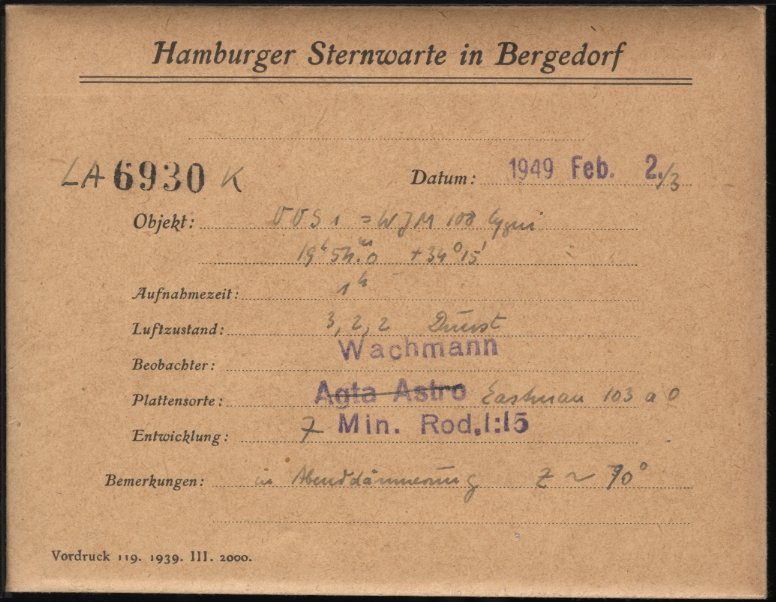 Hamburger Sternwarte in Bergedorf
LA 6930 K
Datum: 1949 Feb. 2./3
Objekt: VVS 1 = WJM 108 Cygni
19h 54m.0 +34°15'
Aufnahmezeit: 1h
Luftzustand: 3, 2, 2 Dunst
Beobachter: Wachmann
Plattensorte: Agfa Astro Eastman 103 a O
Entwicklung: 7 Min. Rod. 1:15
Bemerkungen: in Abenddämmerung z ~ 70°
Vordruck 119. 1939. III. 2000.